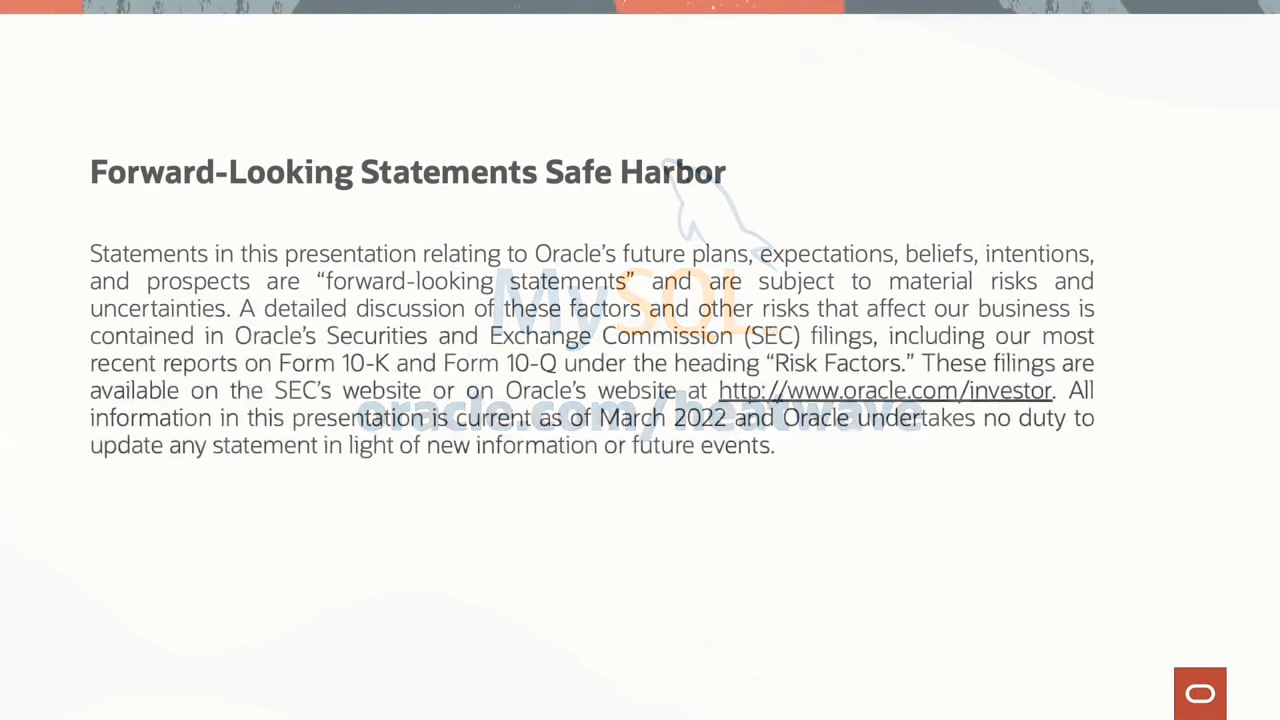 Forward-Looking Statements Safe Harbor
Statements in this presentation relating to Oracle’s future plans, expectations, beliefs, intentions,
and prospects are “forward-looking statements” and are subject to material risks and
uncertainties. A detailed discussion of these factors and other risks that affect our business is
contained in Oracle’s Securities and Exchange Commission (SEC) filings, including our most
recent reports on Form 10-K and Form 10-Q under the heading “Risk Factors.” These filings are
available on the SEC’s website or on Oracle’s website at http://www.oracle.com/investor. All
information in this presentation is current as of March 2022 and Oracle undertakes no duty to
update any statement in light of new information or future events.
MySQL
oracle.com/heatwave